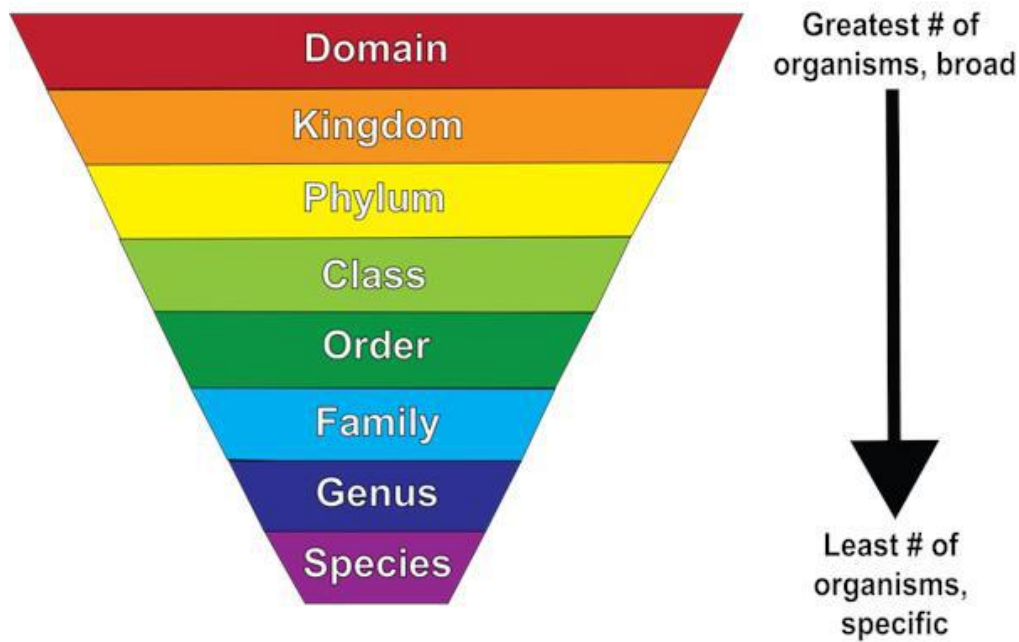 Domain
Kingdom
Phylum
Class
Order
Family
Genus
Species
Greatest # of
organisms, broad
Least # of
organisms,
specific